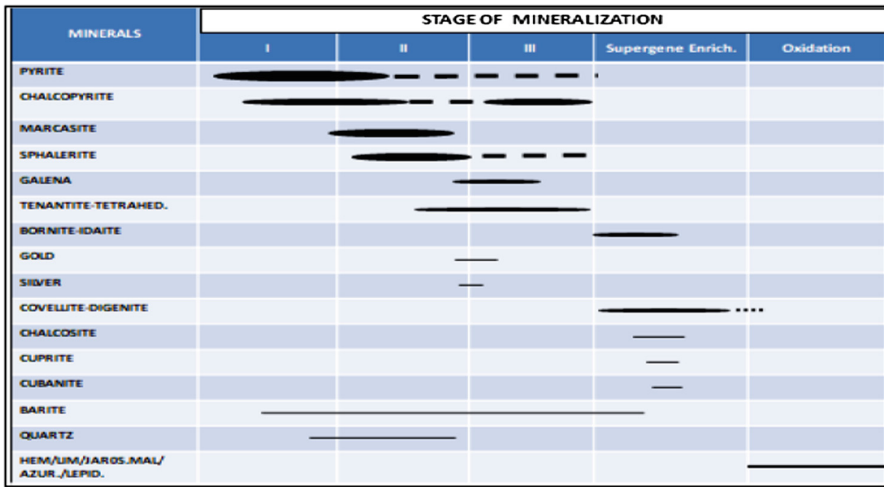 STAGE OF MINERALIZATION
MINERALS
I II III Supergene Enrich. Oxidation
PYRITE
CHALCOPYRITE
MARCASITE
SPHALERITE
GALENA
TENANTITE-TETRAHED.
BORNITE-IDAITE
GOLD
SILVER
COVELLITE-DIGENITE
CHALCOSITE
CUPRITE
CUBANITE
BARITE
QUARTZ
HEM/LIM/JAROS.MAL/
AZUR./LEPID.